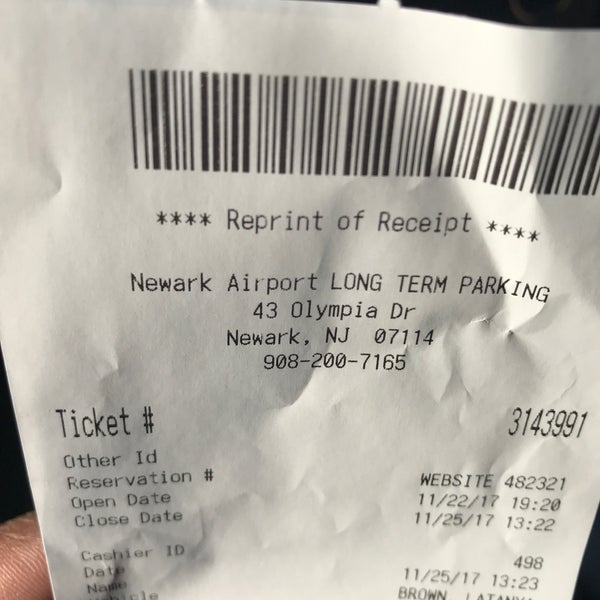 **** Reprint of Receipt ****
Newark Airport LONG TERM PARKING
43 Olympia Dr
Newark, NJ 07114
908-200-7165
Ticket # 3143991
Other Id
Reservation # WEBSITE 482321
Open Date 11/22/17 19:20
Close Date 11/25/17 13:22
Cashier ID 498
Date 11/25/17 13:23
Name BROWN, LATANYA